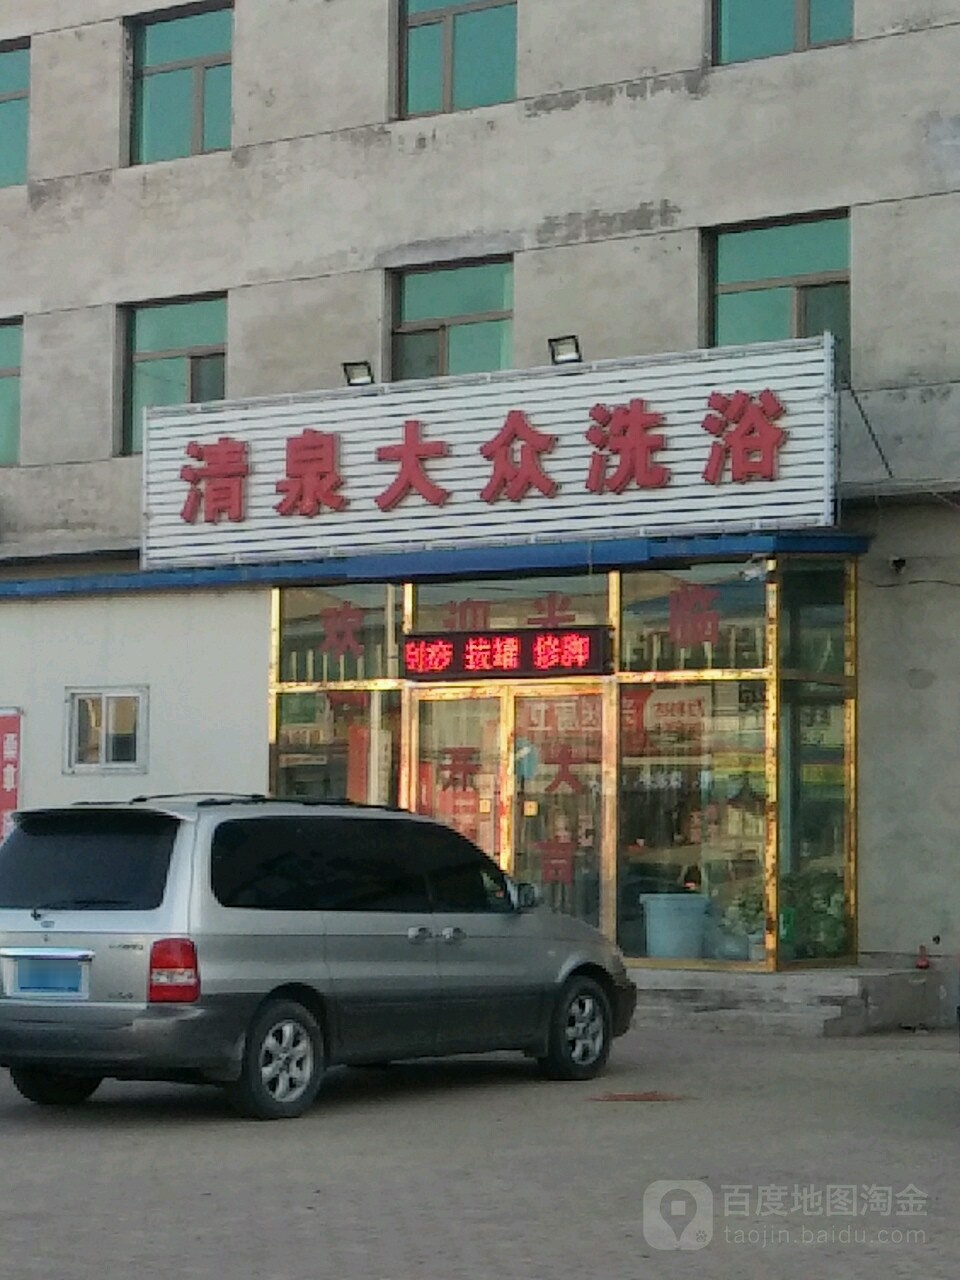 清泉大众洗浴
欢迎光临
刮痧 拔罐 修脚
开
大
吉
百度地图淘金
taojin.baidu.com